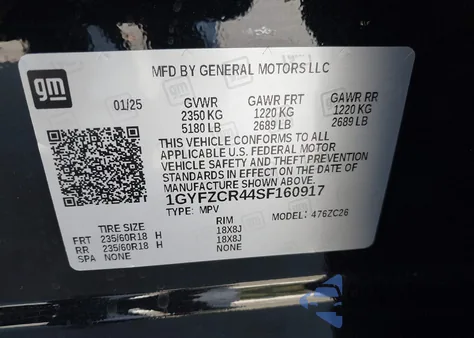 gm
MFD BY GENERAL MOTORS LLC
01/25 GVWR GAWR FRT GAWR RR
2350 KG 1220 KG 1220 KG
5180 LB 2689 LB 2689 LB
THIS VEHICLE CONFORMS TO ALL
APPLICABLE U.S. FEDERAL MOTOR
VEHICLE SAFETY AND THEFT PREVENTION
STANDARDS IN EFFECT ON THE DATE OF
MANUFACTURE SHOWN ABOVE.
1GYFZCR44SF160917
TYPE: MPV MODEL: 476ZC26
TIRE SIZE RIM
FRT 235/60R18 H 18X8J
RR 235/60R18 H 18X8J
SPA NONE NONE